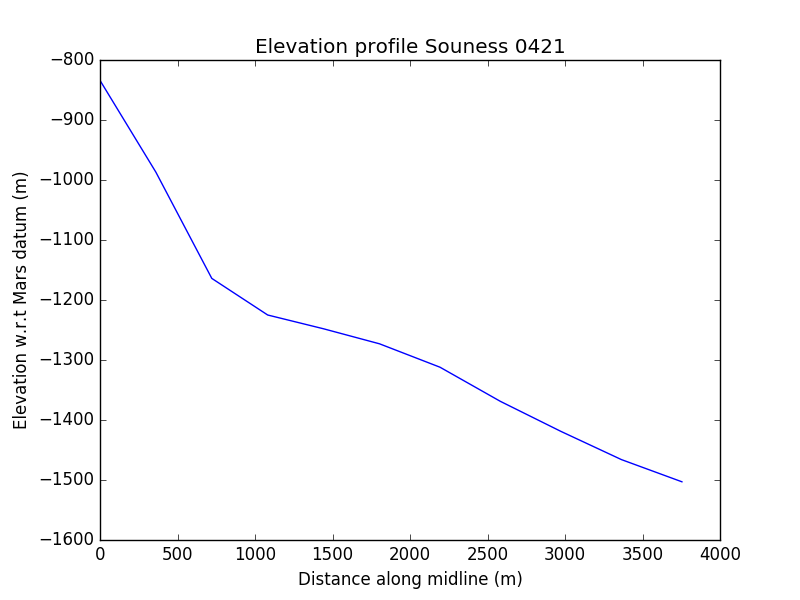 Elevation profile Souness 0421
−800
−900
−1000
−1100
−1200
−1300
−1400
−1500
−1600
Elevation w.r.t Mars datum (m)
0 500 1000 1500 2000 2500 3000 3500 4000
Distance along midline (m)